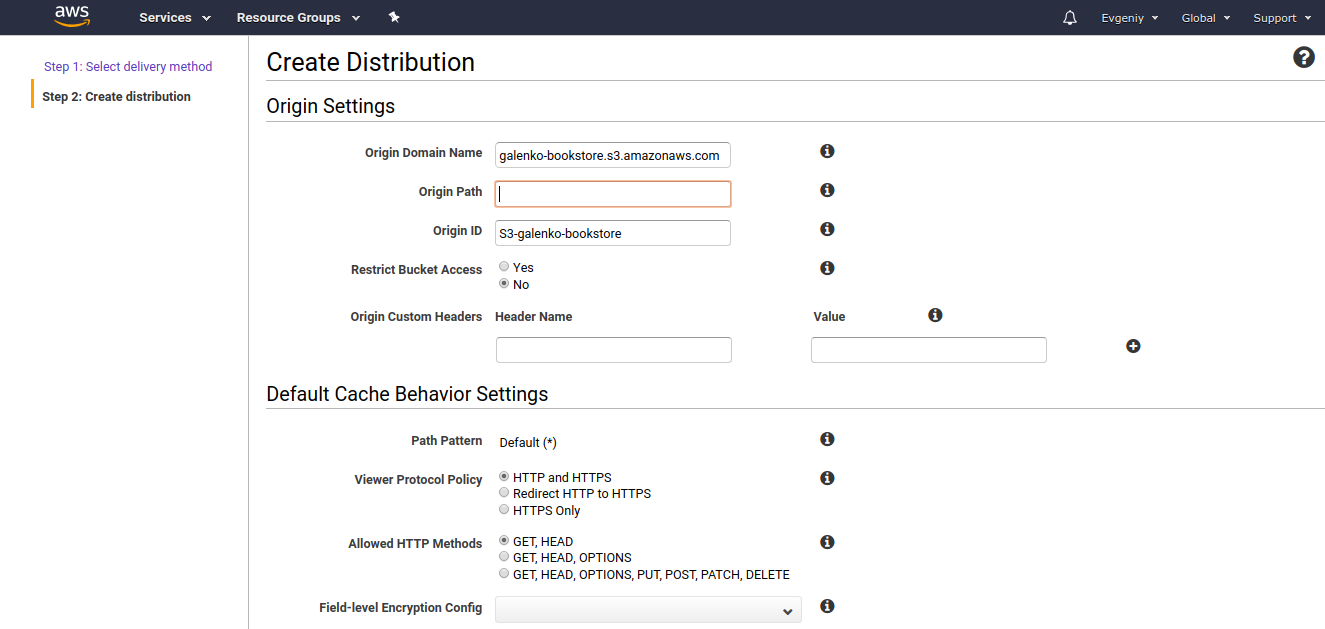 aws Services Resource Groups Evgeniy Global Support
Step 1: Select delivery method
Step 2: Create distribution
Create Distribution
Origin Settings
Origin Domain Name galenko-bookstore.s3.amazonaws.com
Origin Path
Origin ID S3-galenko-bookstore
Restrict Bucket Access Yes
No
Origin Custom Headers Header Name Value
Default Cache Behavior Settings
Path Pattern Default (*)
Viewer Protocol Policy HTTP and HTTPS
Redirect HTTP to HTTPS
HTTPS Only
Allowed HTTP Methods GET, HEAD
GET, HEAD, OPTIONS
GET, HEAD, OPTIONS, PUT, POST, PATCH, DELETE
Field-level Encryption Config